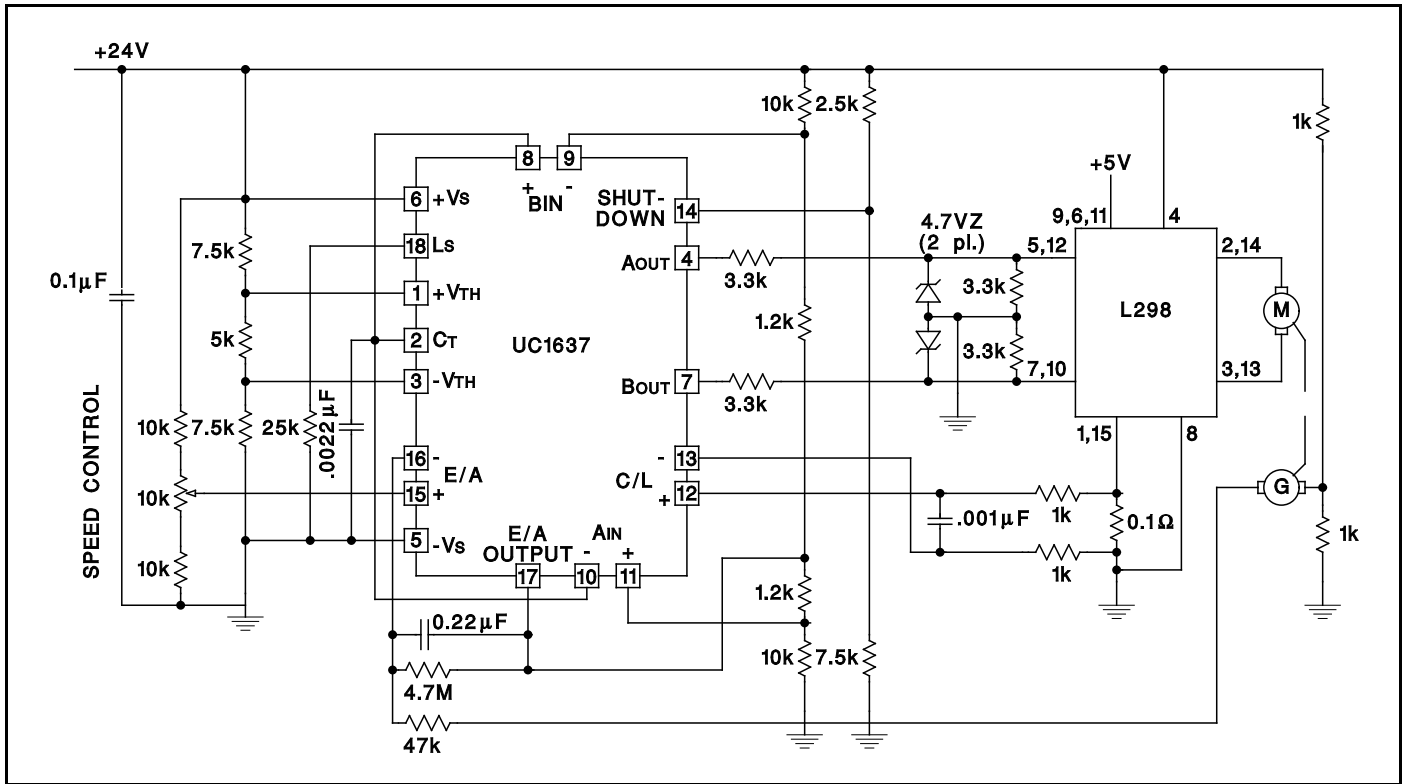 +24V
10k
2.5k
1k
8
9
+ BIN -
+5V
6
+VS
SHUT-
DOWN
14
9,6,11
4
4.7VZ
(2 pl.)
5,12
2,14
7.5k
18
LS
AOUT
4
3.3k
3.3k
0.1µF
1
+VTH
5k
2
CT
UC1637
1.2k
L298
M
3
-VTH
3.3k
BOUT
7
3.3k
7,10
3,13
SPEED CONTROL
10k
7.5k
25k
.0022µF
1,15
8
16
-
E/A
-
13
C/L
10k
15
+
+
12
.001µF
1k
0.1Ω
G
5
-VS
E/A
OUTPUT
AIN
- +
1k
1k
10k
17
10
11
1.2k
0.22µF
10k
7.5k
4.7M
47k